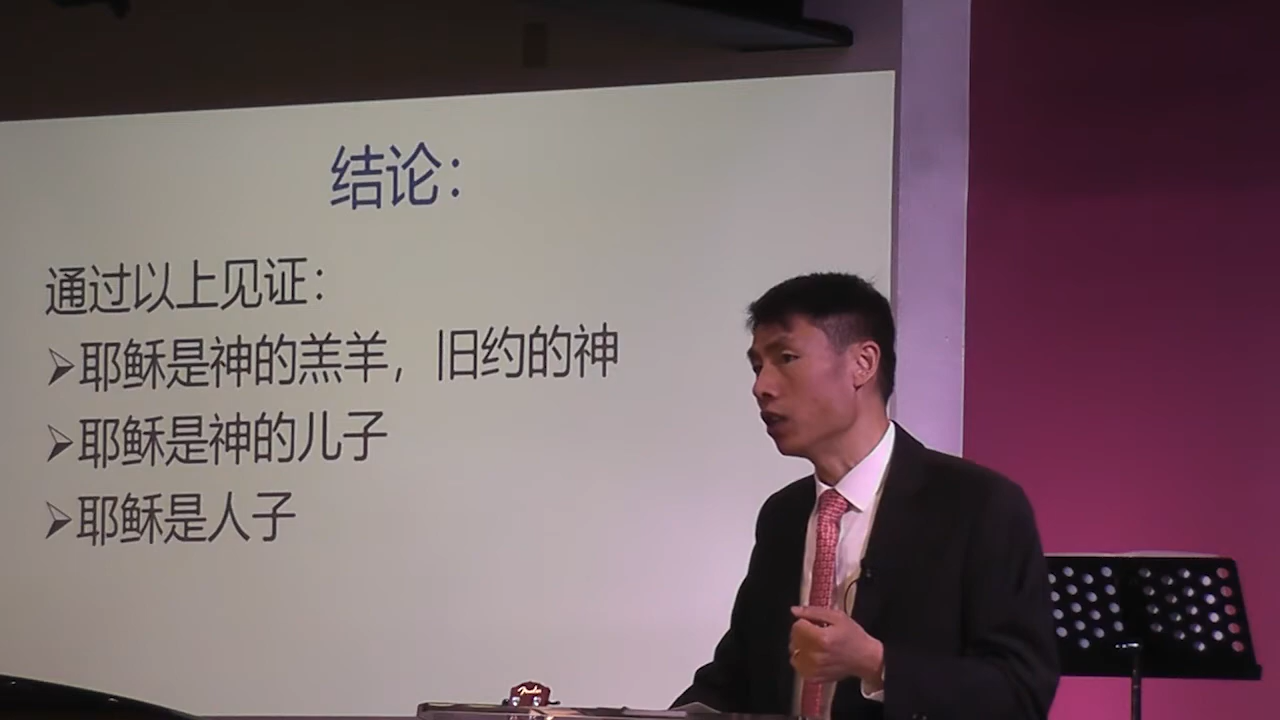 结论：
通过以上见证：
➢耶稣是神的羔羊，旧约的神
➢耶稣是神的儿子
➢耶稣是人子
Fender